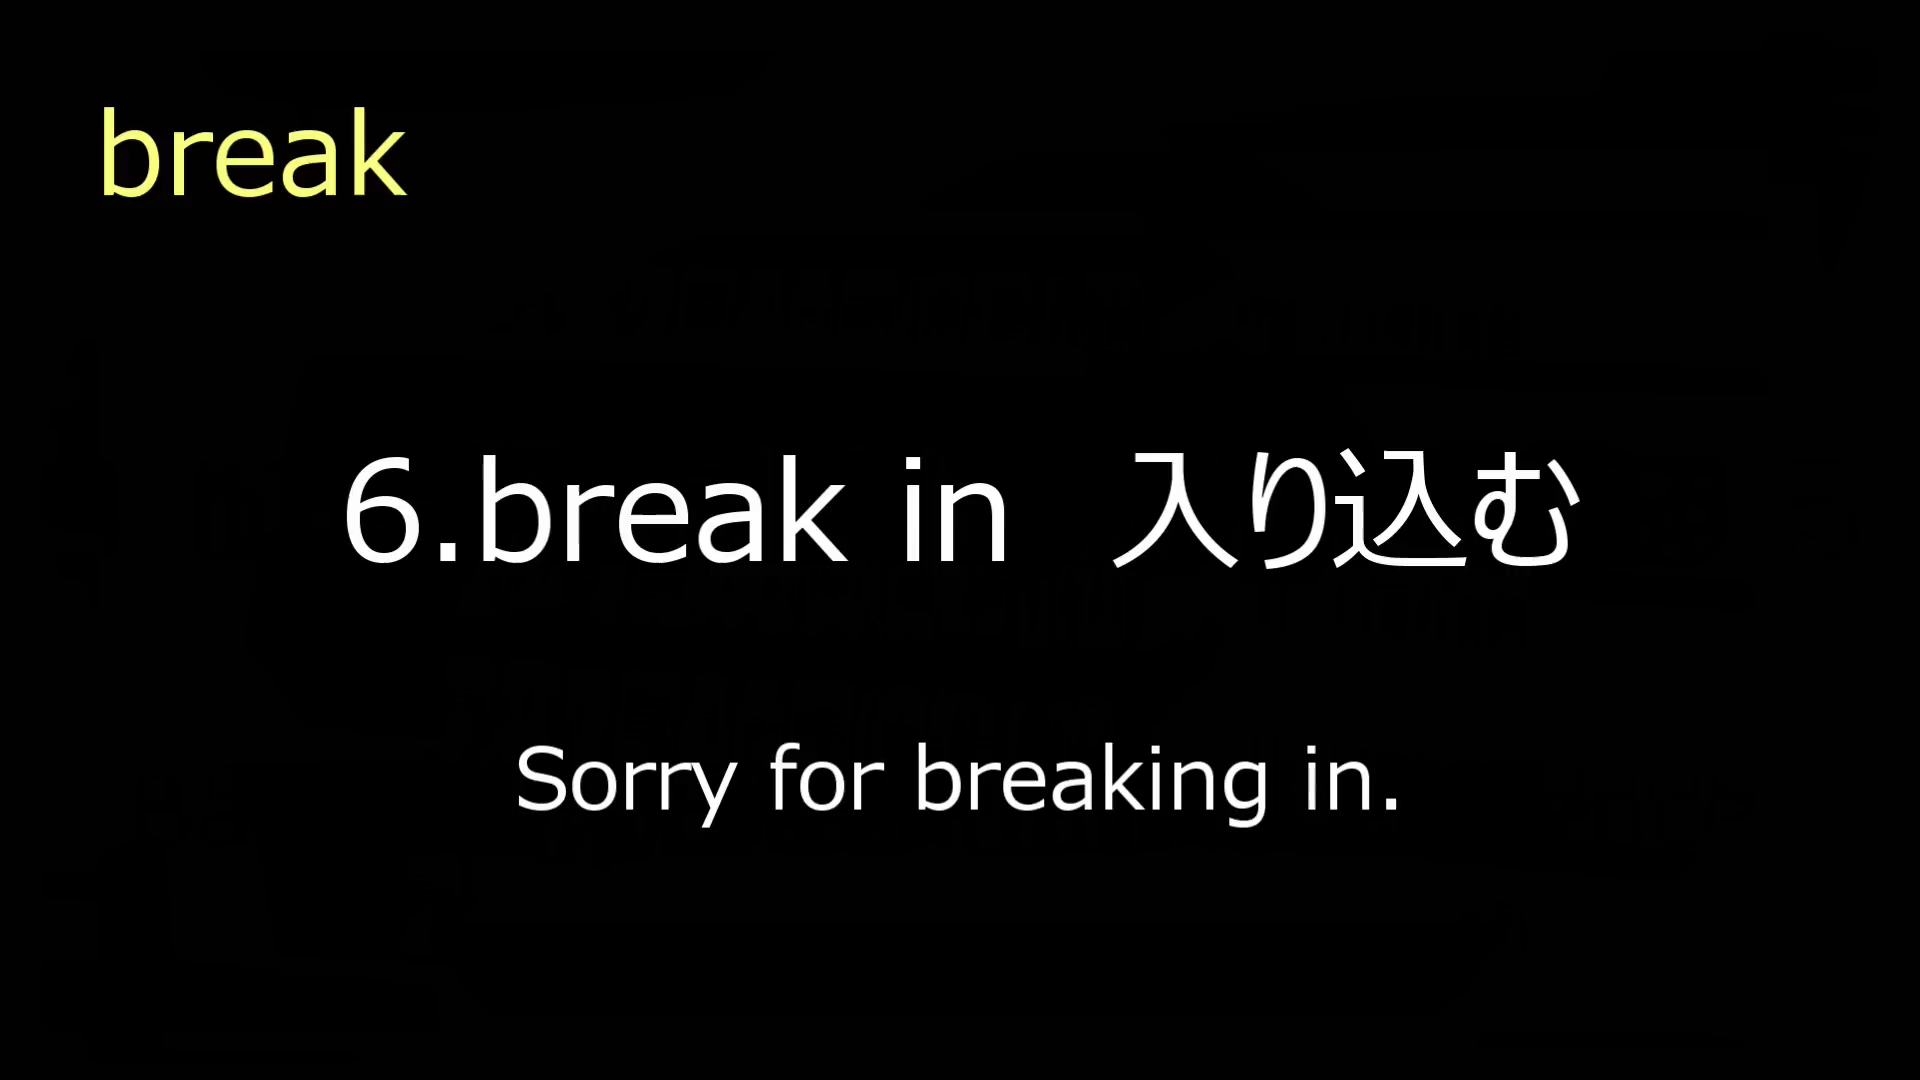 break
6.break in 入り込む
Sorry for breaking in.